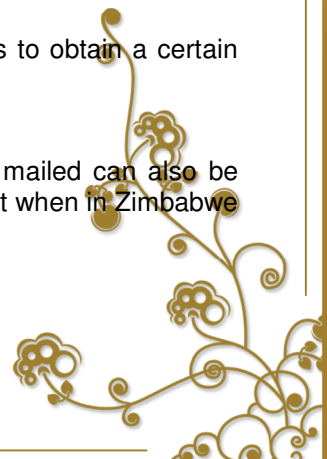 s to obtain a certain
mailed can also be
t when in Zimbabwe